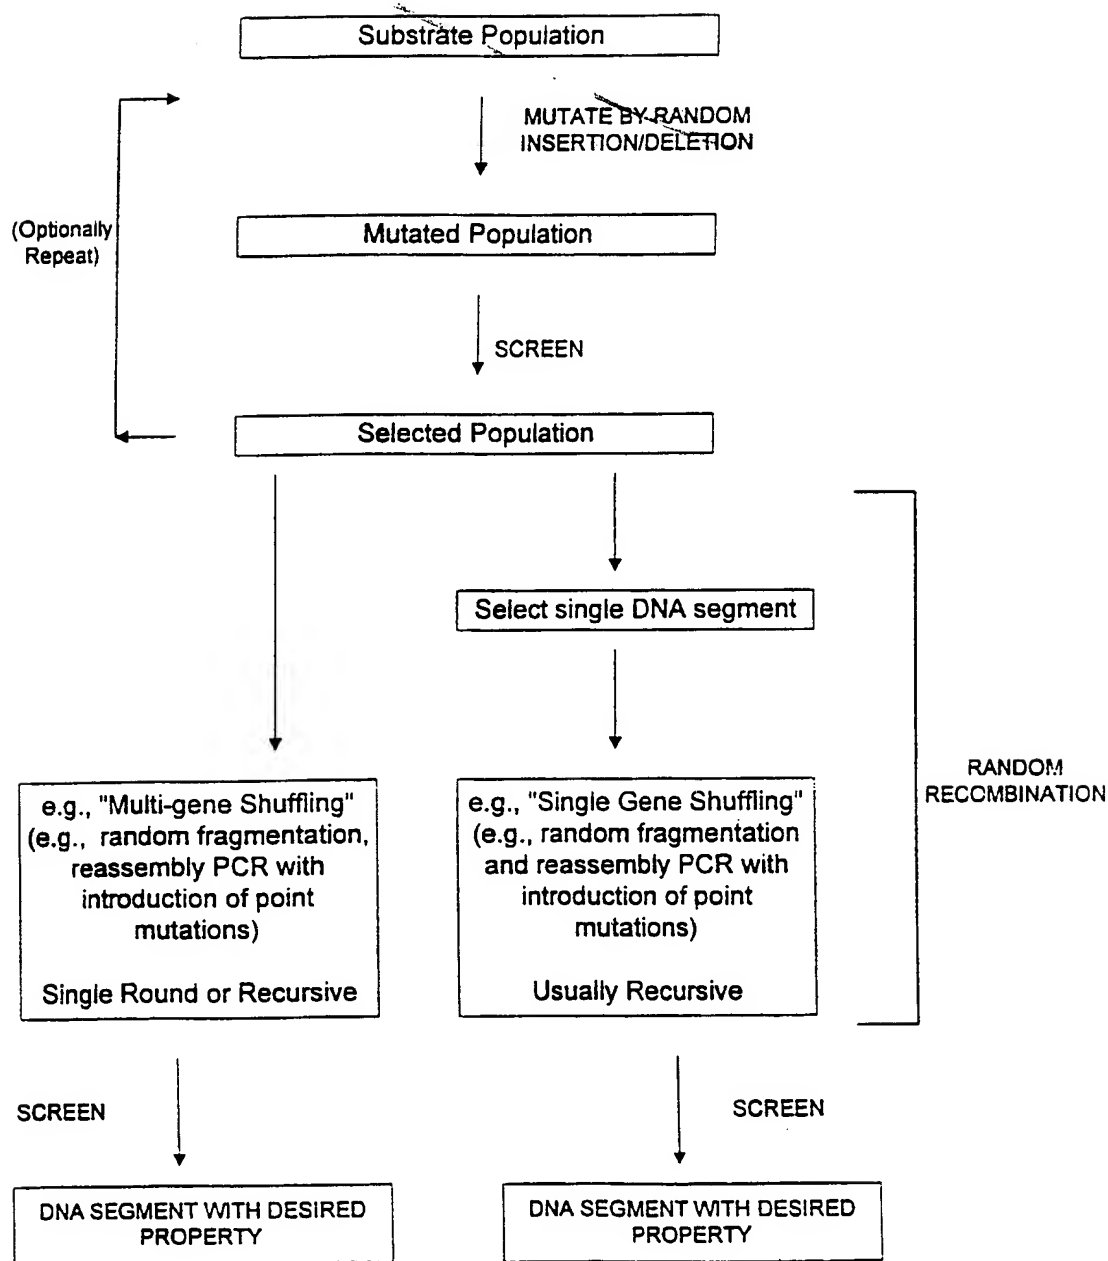 Substrate Population
MUTATE BY RANDOM
INSERTION/DELETION
(Optionally
Repeat)
Mutated Population
SCREEN
Selected Population
Select single DNA segment
e.g., "Multi-gene Shuffling"
(e.g., random fragmentation,
reassembly PCR with
introduction of point
mutations)
Single Round or Recursive
e.g., "Single Gene Shuffling"
(e.g., random fragmentation
and reassembly PCR with
introduction of point
mutations)
Usually Recursive
RANDOM
RECOMBINATION
SCREEN
SCREEN
DNA SEGMENT WITH DESIRED
PROPERTY
DNA SEGMENT WITH DESIRED
PROPERTY